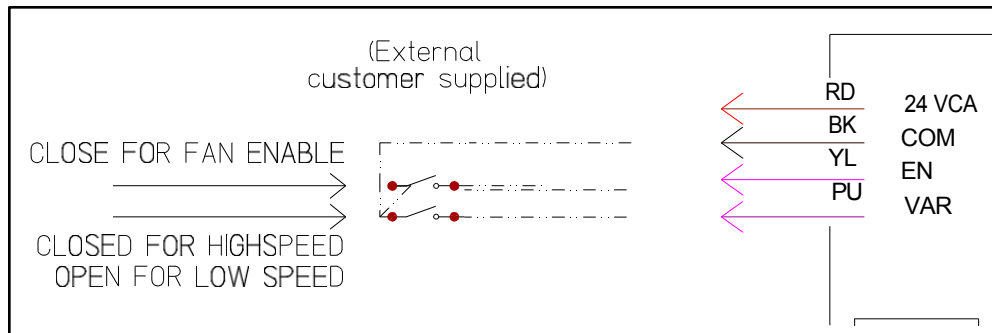 (External
customer supplied)
RD
24 VCA
BK
COM
CLOSE FOR FAN ENABLE
YL
EN
PU
VAR
CLOSED FOR HIGHSPEED
OPEN FOR LOW SPEED